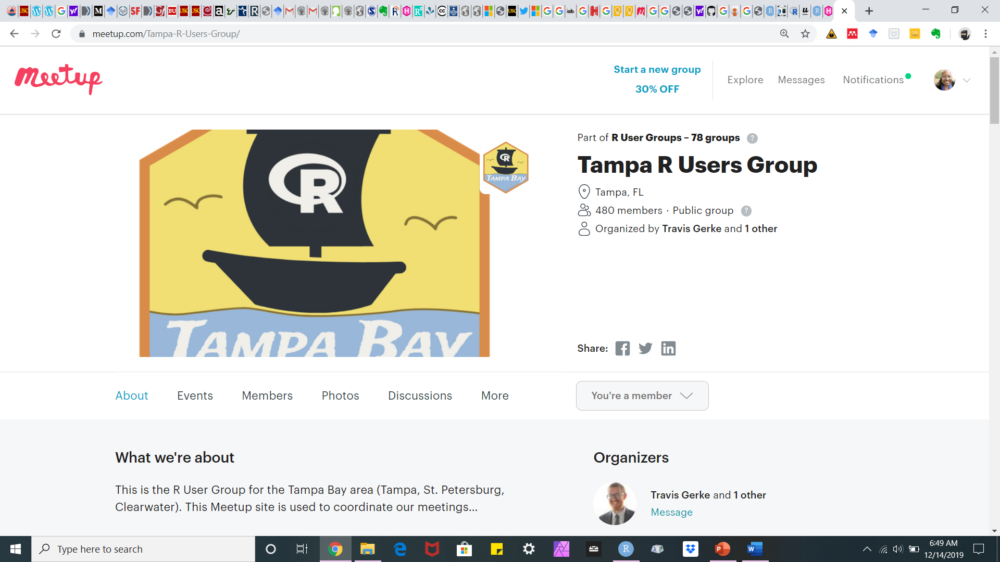 meetup.com/Tampa-R-Users-Group/
Meetup
Start a new group
30% OFF
Explore
Messages
Notifications
R
TAMPA BAY
R
TAMPA BAY
Part of R User Groups – 78 groups ?
Tampa R Users Group
Tampa, FL
480 members · Public group ?
Organized by Travis Gerke and 1 other
Share:
About
Events
Members
Photos
Discussions
More
You're a member
What we're about
This is the R User Group for the Tampa Bay area (Tampa, St. Petersburg,
Clearwater). This Meetup site is used to coordinate our meetings...
Organizers
Travis Gerke and 1 other
Message
Type here to search
6:49 AM
12/14/2019